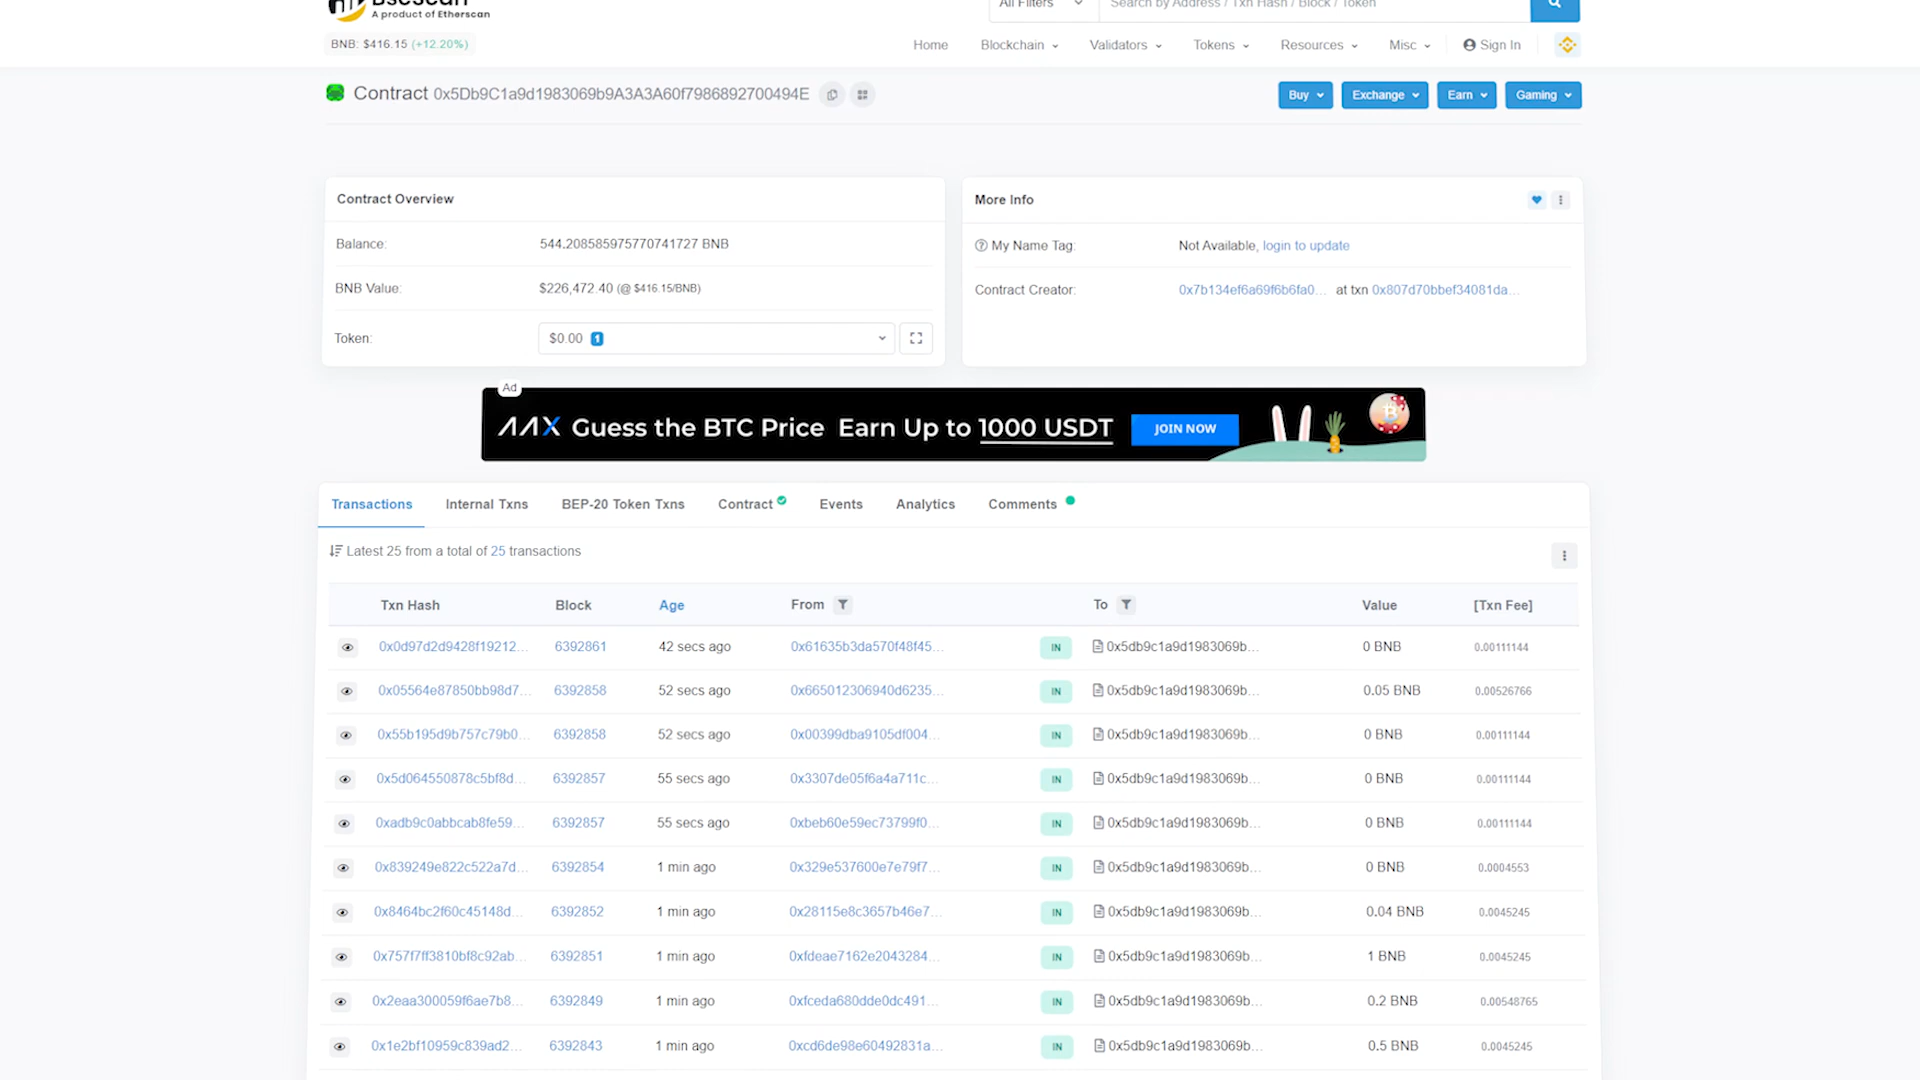 BscScan
A product of Etherscan
All Filters
Search by Address / Txn Hash / Block / Token
BNB: $416.15 (+12.20%)
Home Blockchain Validators Tokens Resources Misc Sign In
Contract 0x5Db9C1a9d1983069b9A3A3A60f7986892700494E
Buy Exchange Earn Gaming
Contract Overview
Balance: 544.208585975770741727 BNB
BNB Value: $226,472.40 (@ $416.15/BNB)
Token: $0.00 1
More Info
My Name Tag: Not Available, login to update
Contract Creator: 0x7b134ef6a69f6b6fa0... at txn 0x807d70bbef34081da...
Ad
AAX Guess the BTC Price Earn Up to 1000 USDT JOIN NOW
Transactions Internal Txns BEP-20 Token Txns Contract Events Analytics Comments
Latest 25 from a total of 25 transactions
Txn Hash Block Age From To Value [Txn Fee]
0x0d97d2d9428f19212... 6392861 42 secs ago 0x61635b3da570f48f45... IN 0x5db9c1a9d1983069b... 0 BNB 0.00111144
0x05564e87850bb98d7... 6392858 52 secs ago 0x665012306940d6235... IN 0x5db9c1a9d1983069b... 0.05 BNB 0.00526766
0x55b195d9b757c79b0... 6392858 52 secs ago 0x00399dba9105df004... IN 0x5db9c1a9d1983069b... 0 BNB 0.00111144
0x5d064550878c5bf8d... 6392857 55 secs ago 0x3307de05f6a4a711c... IN 0x5db9c1a9d1983069b... 0 BNB 0.00111144
0xadb9c0abbcab8fe59... 6392857 55 secs ago 0xbeb60e59ec73799f0... IN 0x5db9c1a9d1983069b... 0 BNB 0.00111144
0x839249e822c522a7d... 6392854 1 min ago 0x329e537600e7e79f7... IN 0x5db9c1a9d1983069b... 0 BNB 0.0004553
0x8464bc2f60c45148d... 6392852 1 min ago 0x28115e8c3657b46e7... IN 0x5db9c1a9d1983069b... 0.04 BNB 0.0045245
0x757f7ff3810bf8c92ab... 6392851 1 min ago 0xfdeae7162e2043284... IN 0x5db9c1a9d1983069b... 1 BNB 0.0045245
0x2eaa300059f6ae7b8... 6392849 1 min ago 0xfceda680dde0dc491... IN 0x5db9c1a9d1983069b... 0.2 BNB 0.00548765
0x1e2bf10959c839ad2... 6392843 1 min ago 0xcd6de98e60492831a... IN 0x5db9c1a9d1983069b... 0.5 BNB 0.0045245